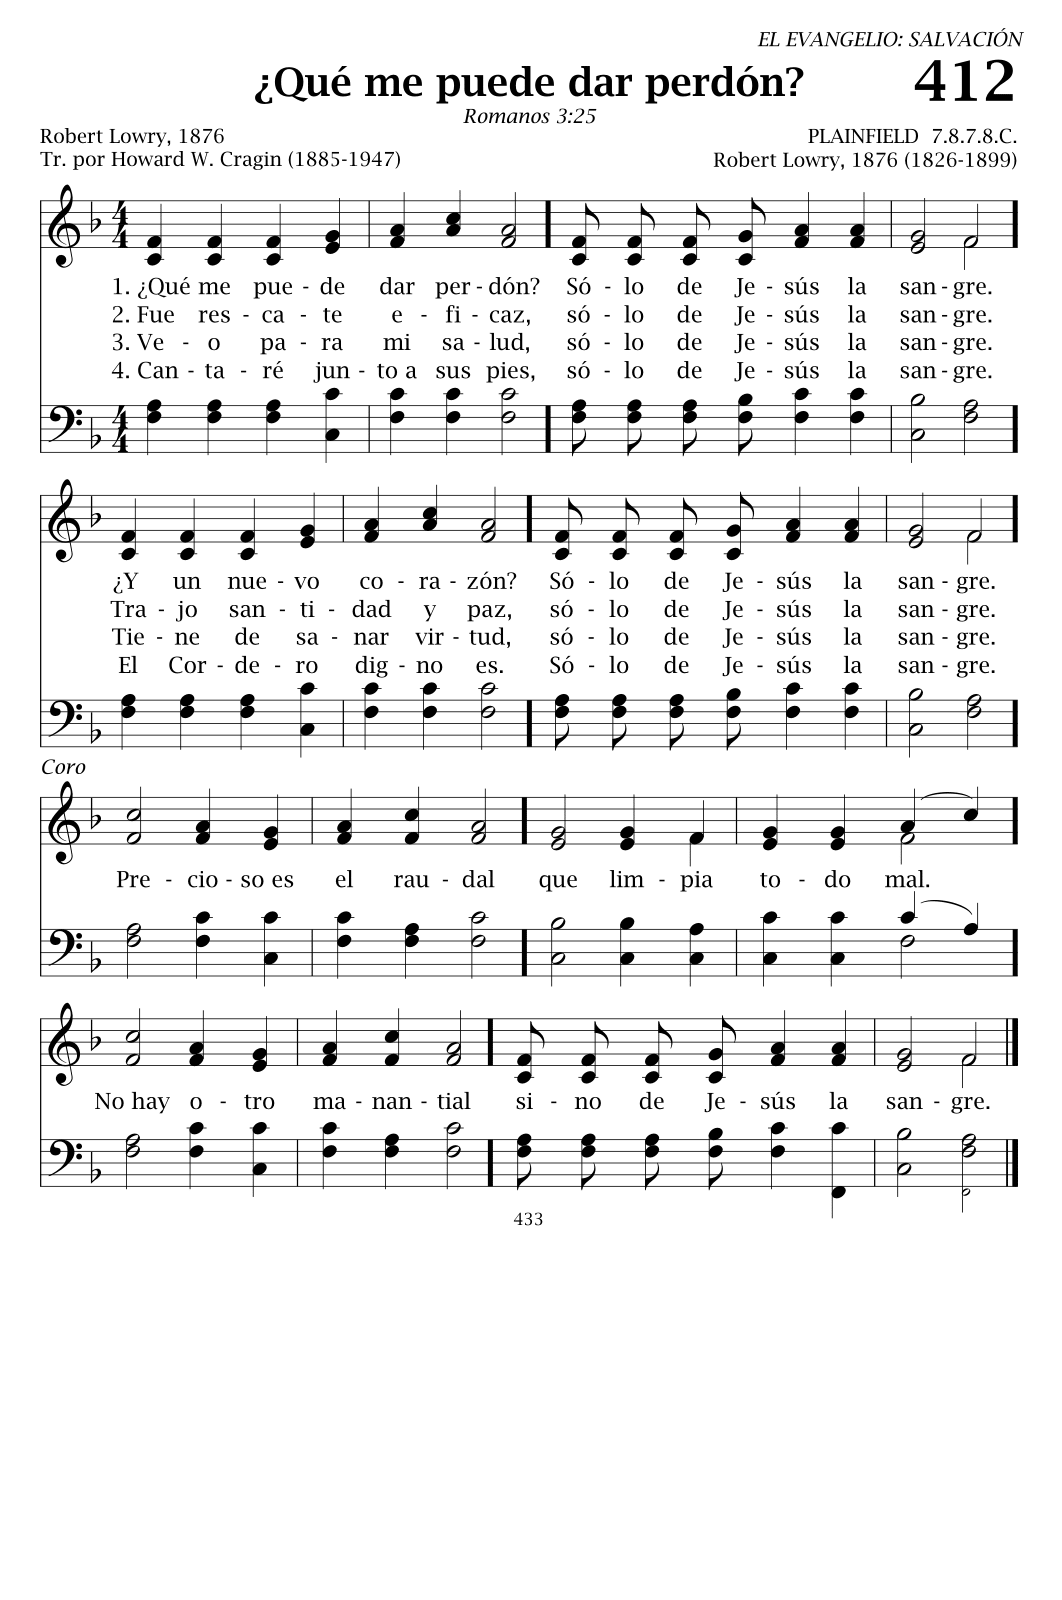 EL EVANGELIO: SALVACIÓN
¿Qué me puede dar perdón? 412
Romanos 3:25
Robert Lowry, 1876 PLAINFIELD 7.8.7.8.C.
Tr. por Howard W. Cragin (1885-1947) Robert Lowry, 1876 (1826-1899)
1. ¿Qué me pue - de dar per - dón? Só - lo de Je - sús la san - gre.
2. Fue res - ca - te e - fi - caz, só - lo de Je - sús la san - gre.
3. Ve - o pa - ra mi sa - lud, só - lo de Je - sús la san - gre.
4. Can - ta - ré jun - to a sus pies, só - lo de Je - sús la san - gre.
¿Y un nue - vo co - ra - zón? Só - lo de Je - sús la san - gre.
Tra - jo san - ti - dad y paz, só - lo de Je - sús la san - gre.
Tie - ne de sa - nar vir - tud, só - lo de Je - sús la san - gre.
El Cor - de - ro dig - no es. Só - lo de Je - sús la san - gre.
Coro
Pre - cio - so es el rau - dal que lim - pia to - do mal.
No hay o - tro ma - nan - tial si - no de Je - sús la san - gre.
433